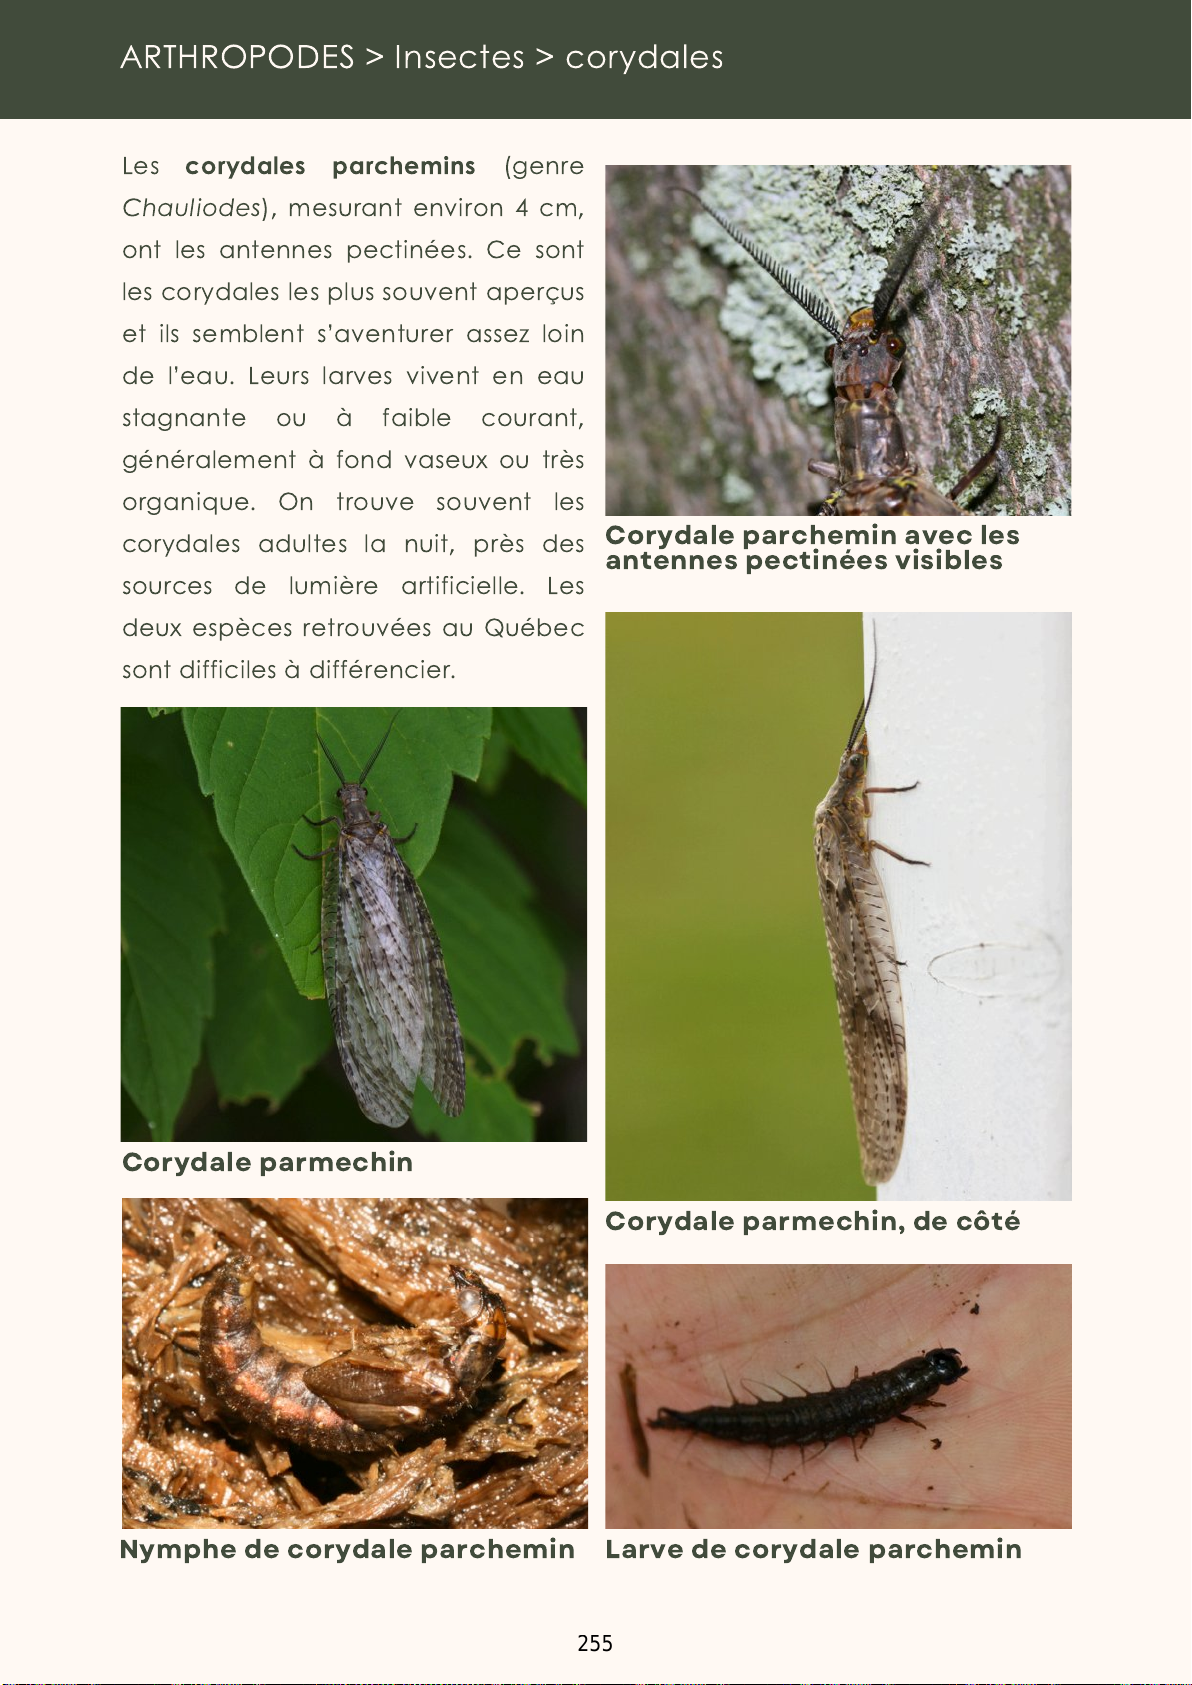 ARTHROPODES > Insectes > corydales
Les corydales parchemins (genre
Chauliodes), mesurant environ 4 cm,
ont les antennes pectinées. Ce sont
les corydales les plus souvent aperçus
et ils semblent s'aventurer assez loin
de l'eau. Leurs larves vivent en eau
stagnante ou à faible courant,
généralement à fond vaseux ou très
organique. On trouve souvent les
corydales adultes la nuit, près des
sources de lumière artificielle. Les
deux espèces retrouvées au Québec
sont difficiles à différencier.
Corydale parchemin avec les
antennes pectinées visibles
Corydale parmechin
Corydale parmechin, de côté
Nymphe de corydale parchemin
Larve de corydale parchemin
255